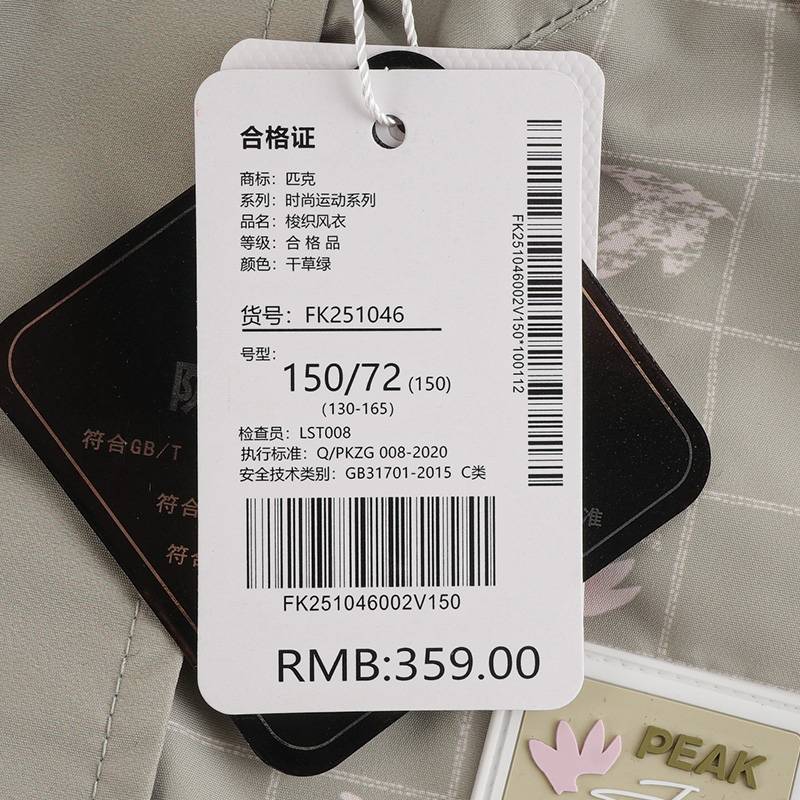 合格证
商标：匹克
系列：时尚运动系列
品名：梭织风衣
等级：合 格 品
颜色：干草绿
货号：FK251046
号型：
150/72 (150)
(130-165)
检查员：LST008
执行标准：Q/PKZG 008-2020
安全技术类别：GB31701-2015 C类
FK251046002V150
RMB:359.00
FK251046002V150*100112
符合GB/T
符合
符合
准
PEAK